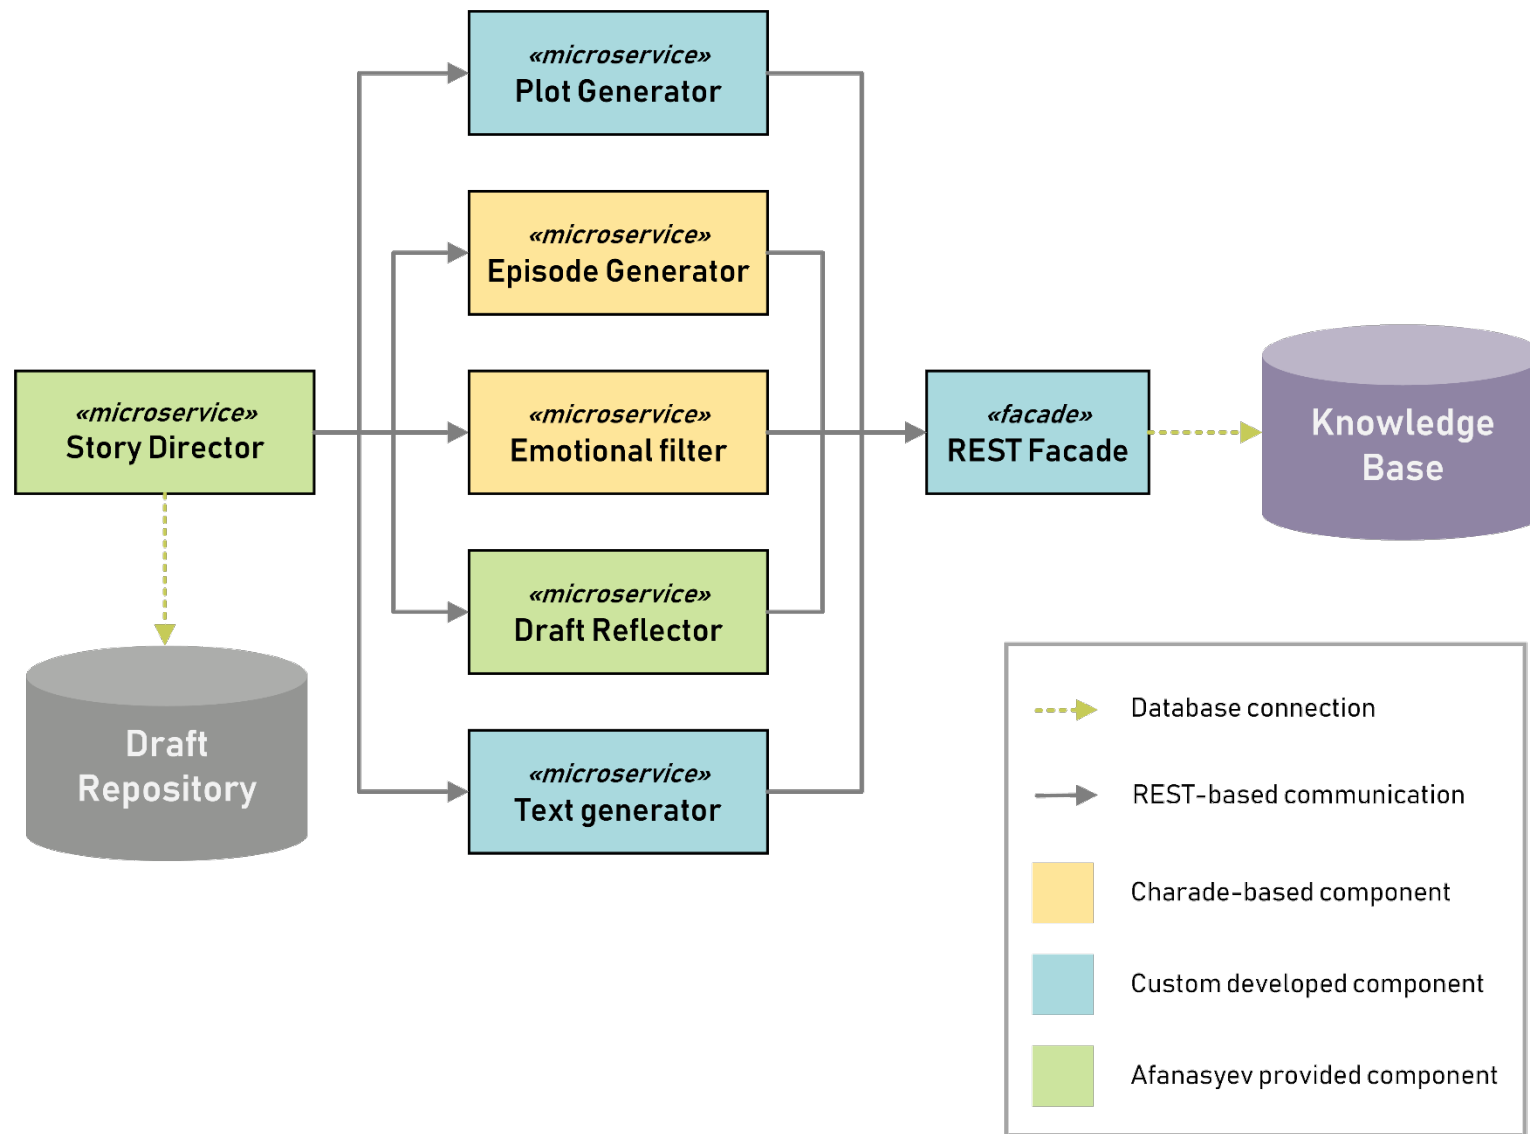 «microservice»
Plot Generator
«microservice»
Episode Generator
«microservice»
Story Director
«microservice»
Emotional filter
«facade»
REST Facade
Knowledge
Base
«microservice»
Draft Reflector
Draft
Repository
«microservice»
Text generator
Database connection
REST-based communication
Charade-based component
Custom developed component
Afanasyev provided component